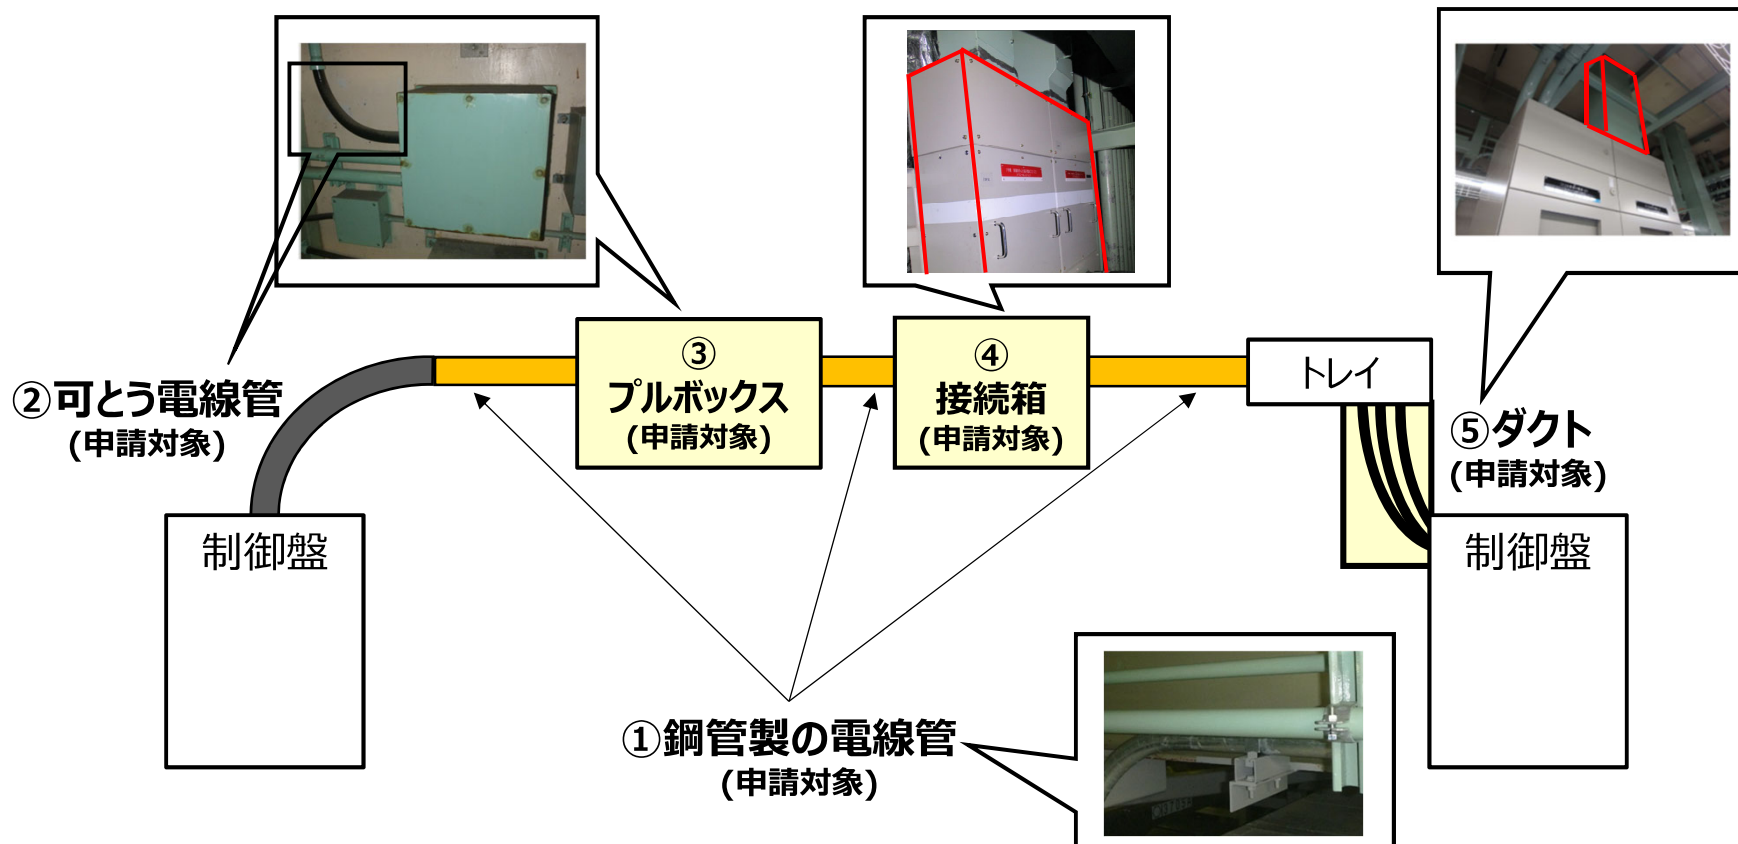 ②可とう電線管
(申請対象)
③
プルボックス
(申請対象)
④
接続箱
(申請対象)
トレイ
⑤ダクト
(申請対象)
制御盤
制御盤
①鋼管製の電線管
(申請対象)